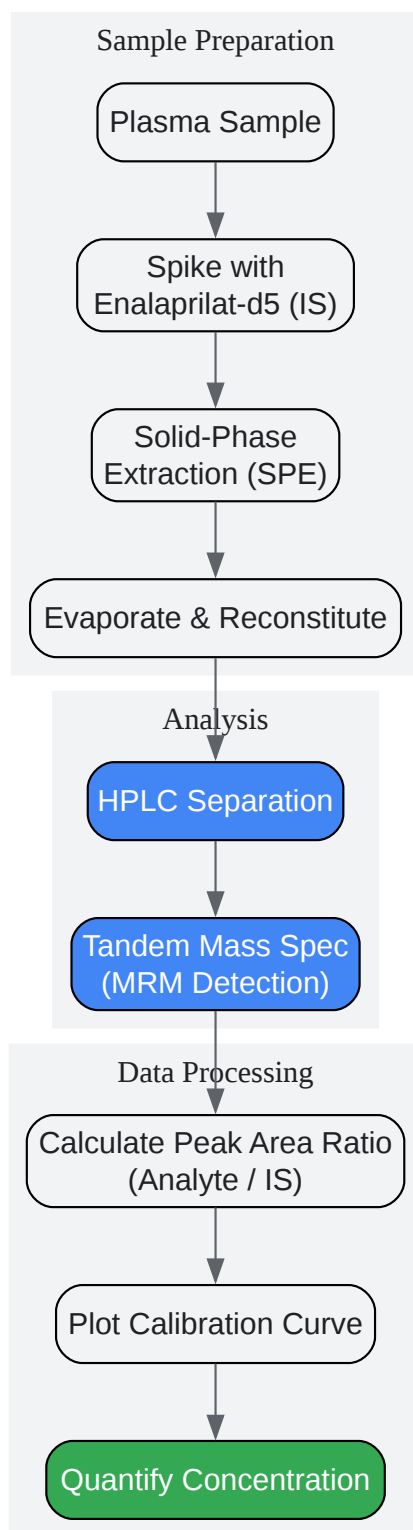 Sample Preparation
Plasma Sample
Spike with
Enalaprilat-d5 (IS)
Solid-Phase
Extraction (SPE)
Evaporate & Reconstitute
Analysis
HPLC Separation
Tandem Mass Spec
(MRM Detection)
Data Processing
Calculate Peak Area Ratio
(Analyte / IS)
Plot Calibration Curve
Quantify Concentration